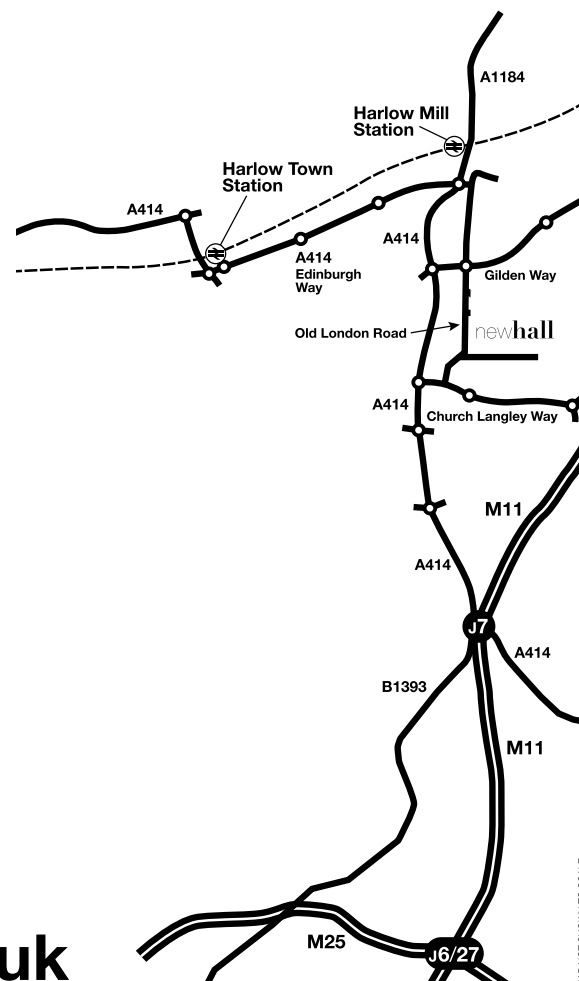 A1184
Harlow Mill
Station
Harlow Town
Station
A414
A414
A414
Edinburgh
Way
Gilden Way
Old London Road
newhall
A414
Church Langley Way
M11
A414
J7
A414
B1393
M11
M25
J6/27
uk